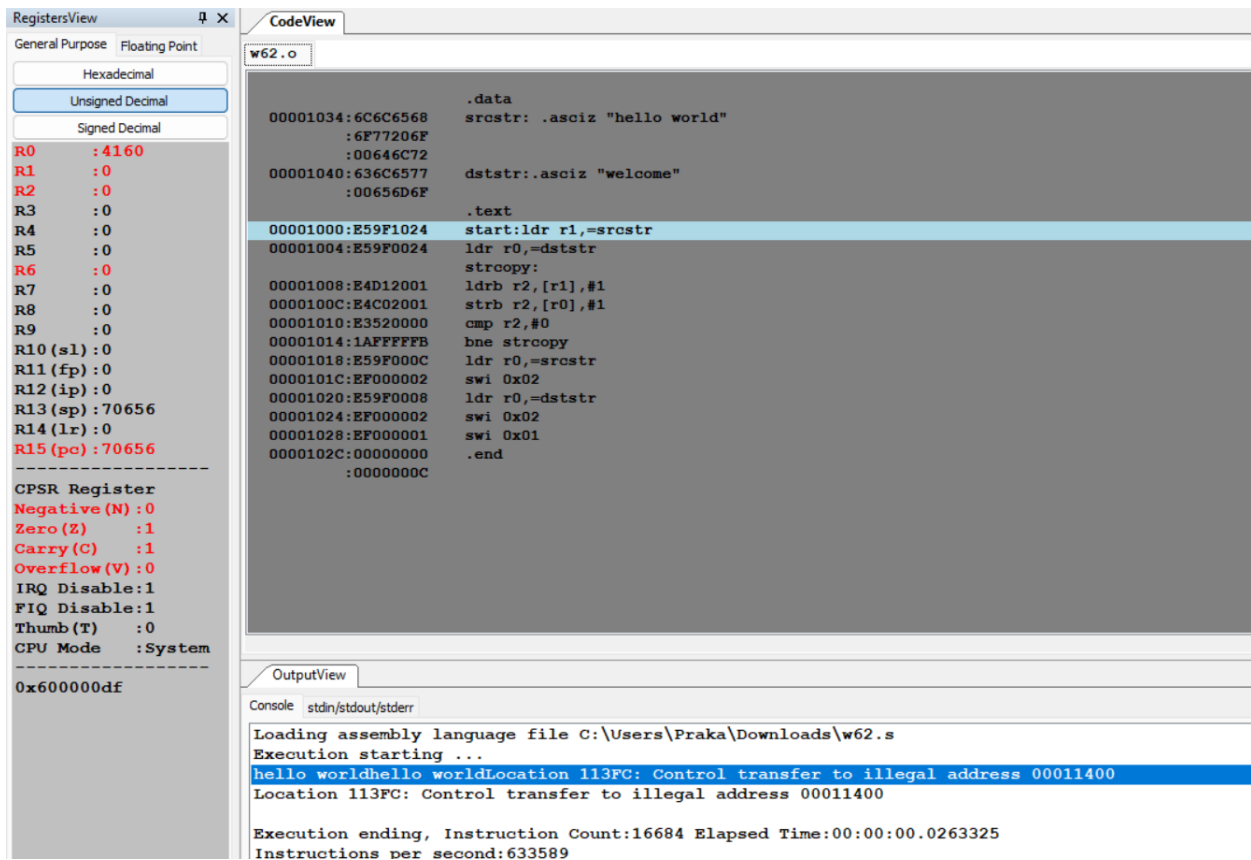 RegistersView
General Purpose Floating Point
Hexadecimal
Unsigned Decimal
Signed Decimal
R0 :4160
R1 :0
R2 :0
R3 :0
R4 :0
R5 :0
R6 :0
R7 :0
R8 :0
R9 :0
R10(sl):0
R11(fp):0
R12(ip):0
R13(sp):70656
R14(lr):0
R15(pc):70656
-------------------
CPSR Register
Negative(N):0
Zero(Z) :1
Carry(C) :1
Overflow(V):0
IRQ Disable:1
FIQ Disable:1
Thumb(T) :0
CPU Mode :System
-------------------
0x600000df
CodeView
w62.o
.data
00001034:6C6C6568 srcstr: .asciz "hello world"
:6F77206F
:00646C72
00001040:636C6577 dststr:.asciz "welcome"
:00656D6F
.text
00001000:E59F1024 start:ldr r1,=srcstr
00001004:E59F0024 ldr r0,=dststr
strcopy:
00001008:E4D12001 ldrb r2,[r1],#1
0000100C:E4C02001 strb r2,[r0],#1
00001010:E3520000 cmp r2,#0
00001014:1AFFFFFB bne strcopy
00001018:E59F000C ldr r0,=srcstr
0000101C:EF000002 swi 0x02
00001020:E59F0008 ldr r0,=dststr
00001024:EF000002 swi 0x02
00001028:EF000001 swi 0x01
0000102C:00000000 .end
:0000000C
OutputView
Console stdin/stdout/stderr
Loading assembly language file C:\Users\Praka\Downloads\w62.s
Execution starting ...
hello worldhello worldLocation 113FC: Control transfer to illegal address 00011400
Location 113FC: Control transfer to illegal address 00011400
Execution ending, Instruction Count:16684 Elapsed Time:00:00:00.0263325
Instructions per second:633589